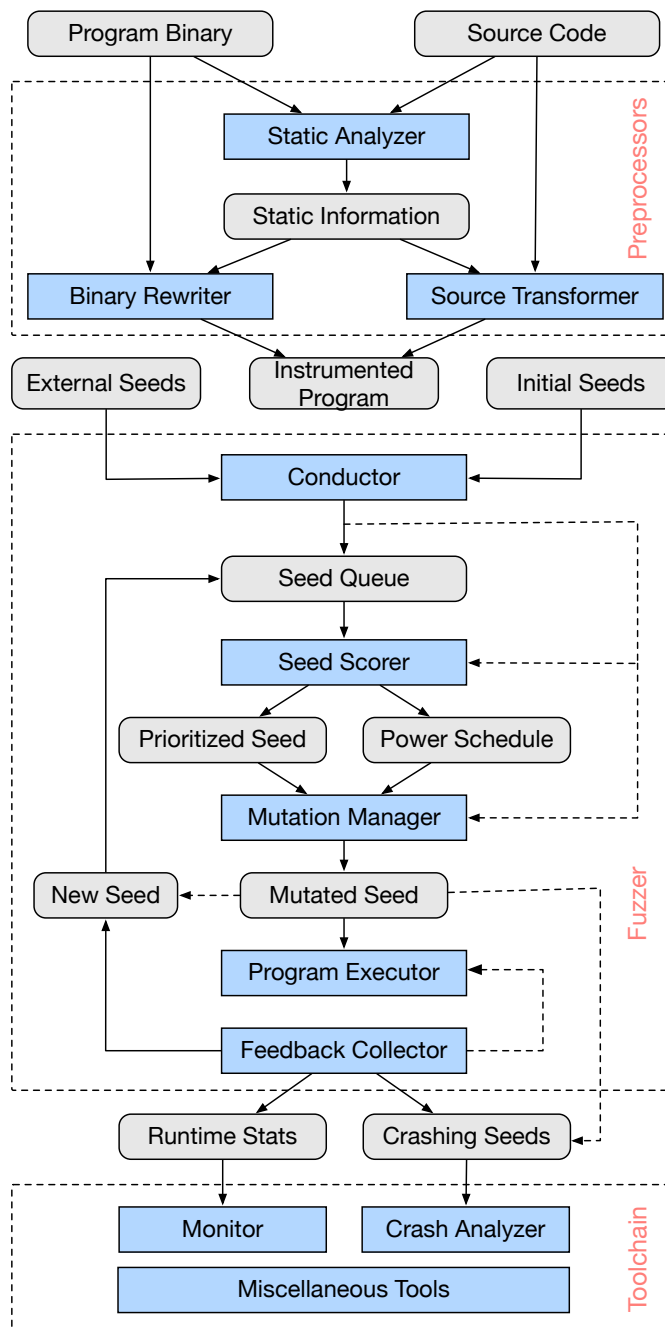 Program Binary
Source Code
Preprocessors
Static Analyzer
Static Information
Binary Rewriter
Source Transformer
External Seeds
Instrumented
Program
Initial Seeds
Conductor
Seed Queue
Seed Scorer
Prioritized Seed
Power Schedule
Mutation Manager
New Seed
Mutated Seed
Fuzzer
Program Executor
Feedback Collector
Runtime Stats
Crashing Seeds
Monitor
Crash Analyzer
Toolchain
Miscellaneous Tools